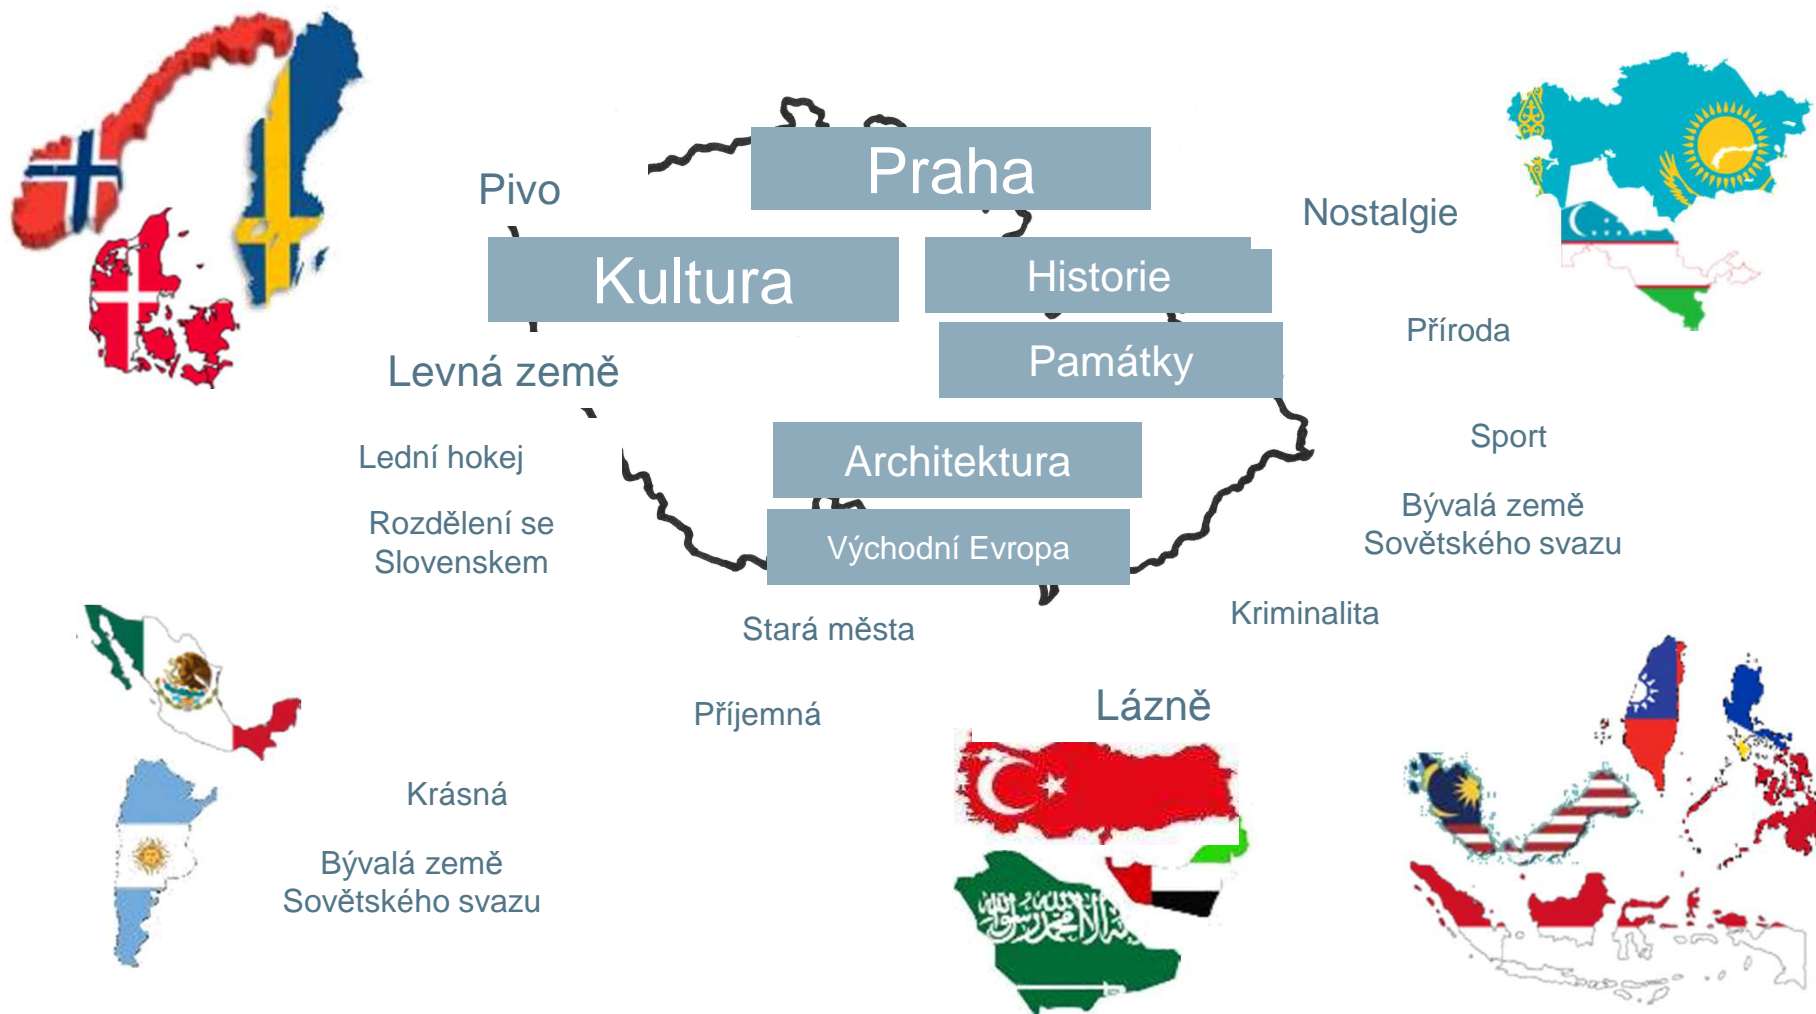 Praha
Pivo
Nostalgie
Kultura
Historie
Příroda
Památky
Levná země
Sport
Lední hokej
Architektura
Bývalá země
Sovětského svazu
Rozdělení se
Slovenskem
Východní Evropa
Kriminalita
Stará města
Lázně
Příjemná
Krásná
Bývalá země
Sovětského svazu